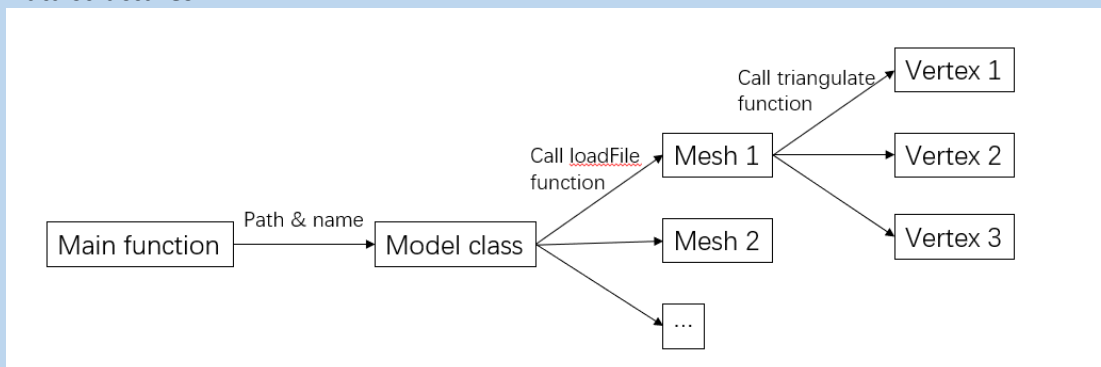 Vertex 1
Call triangulate
function
Call loadFile
function
Mesh 1
Vertex 2
Path & name
Main function
Model class
Mesh 2
Vertex 3
...